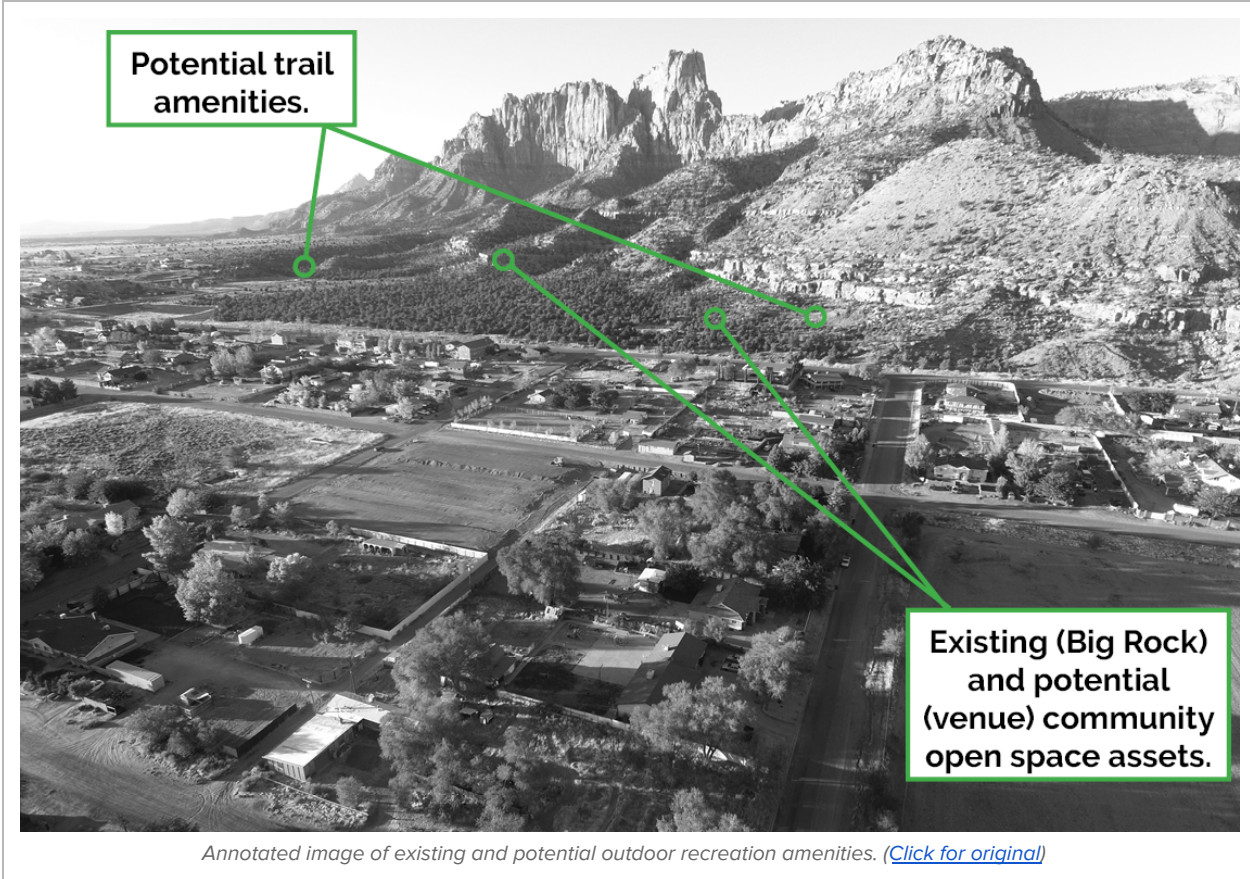 Potential trail
amenities.
Existing (Big Rock)
and potential
(venue) community
open space assets.
Annotated image of existing and potential outdoor recreation amenities. (Click for original)